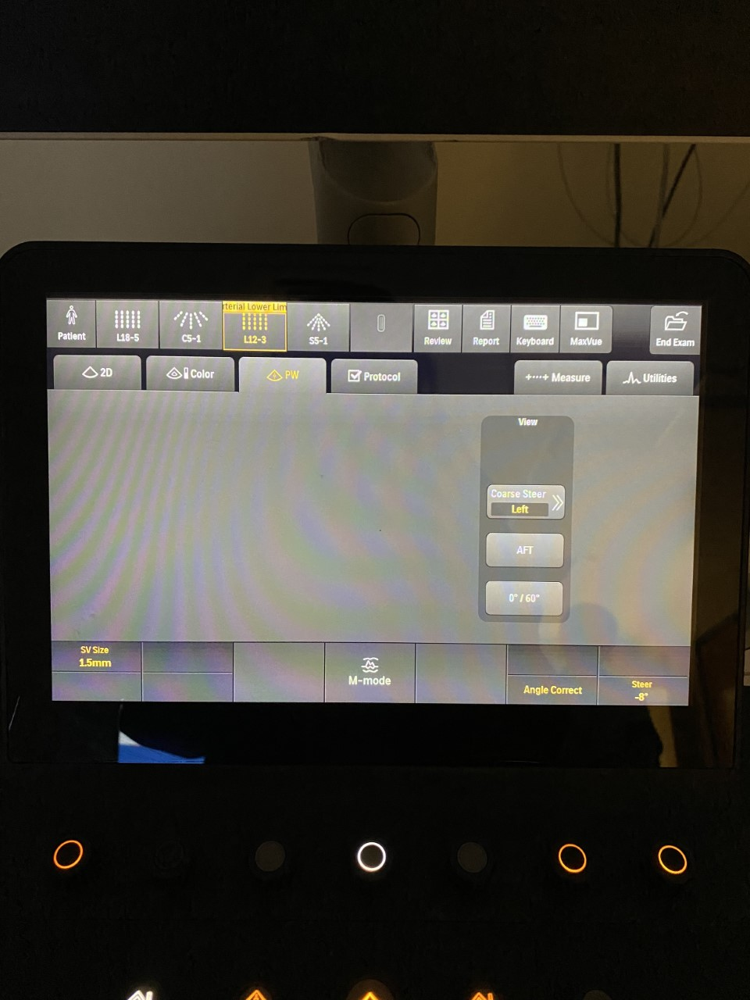 rterial Lower Lim
Patient
L18-5
C5-1
L12-3
S5-1
Review
Report
Keyboard
MaxVue
End Exam
2D
Color
PW
Protocol
Measure
Utilities
View
Coarse Steer
Left
AFT
0° / 60°
SV Size
1.5mm
M-mode
Angle Correct
Steer
-8°